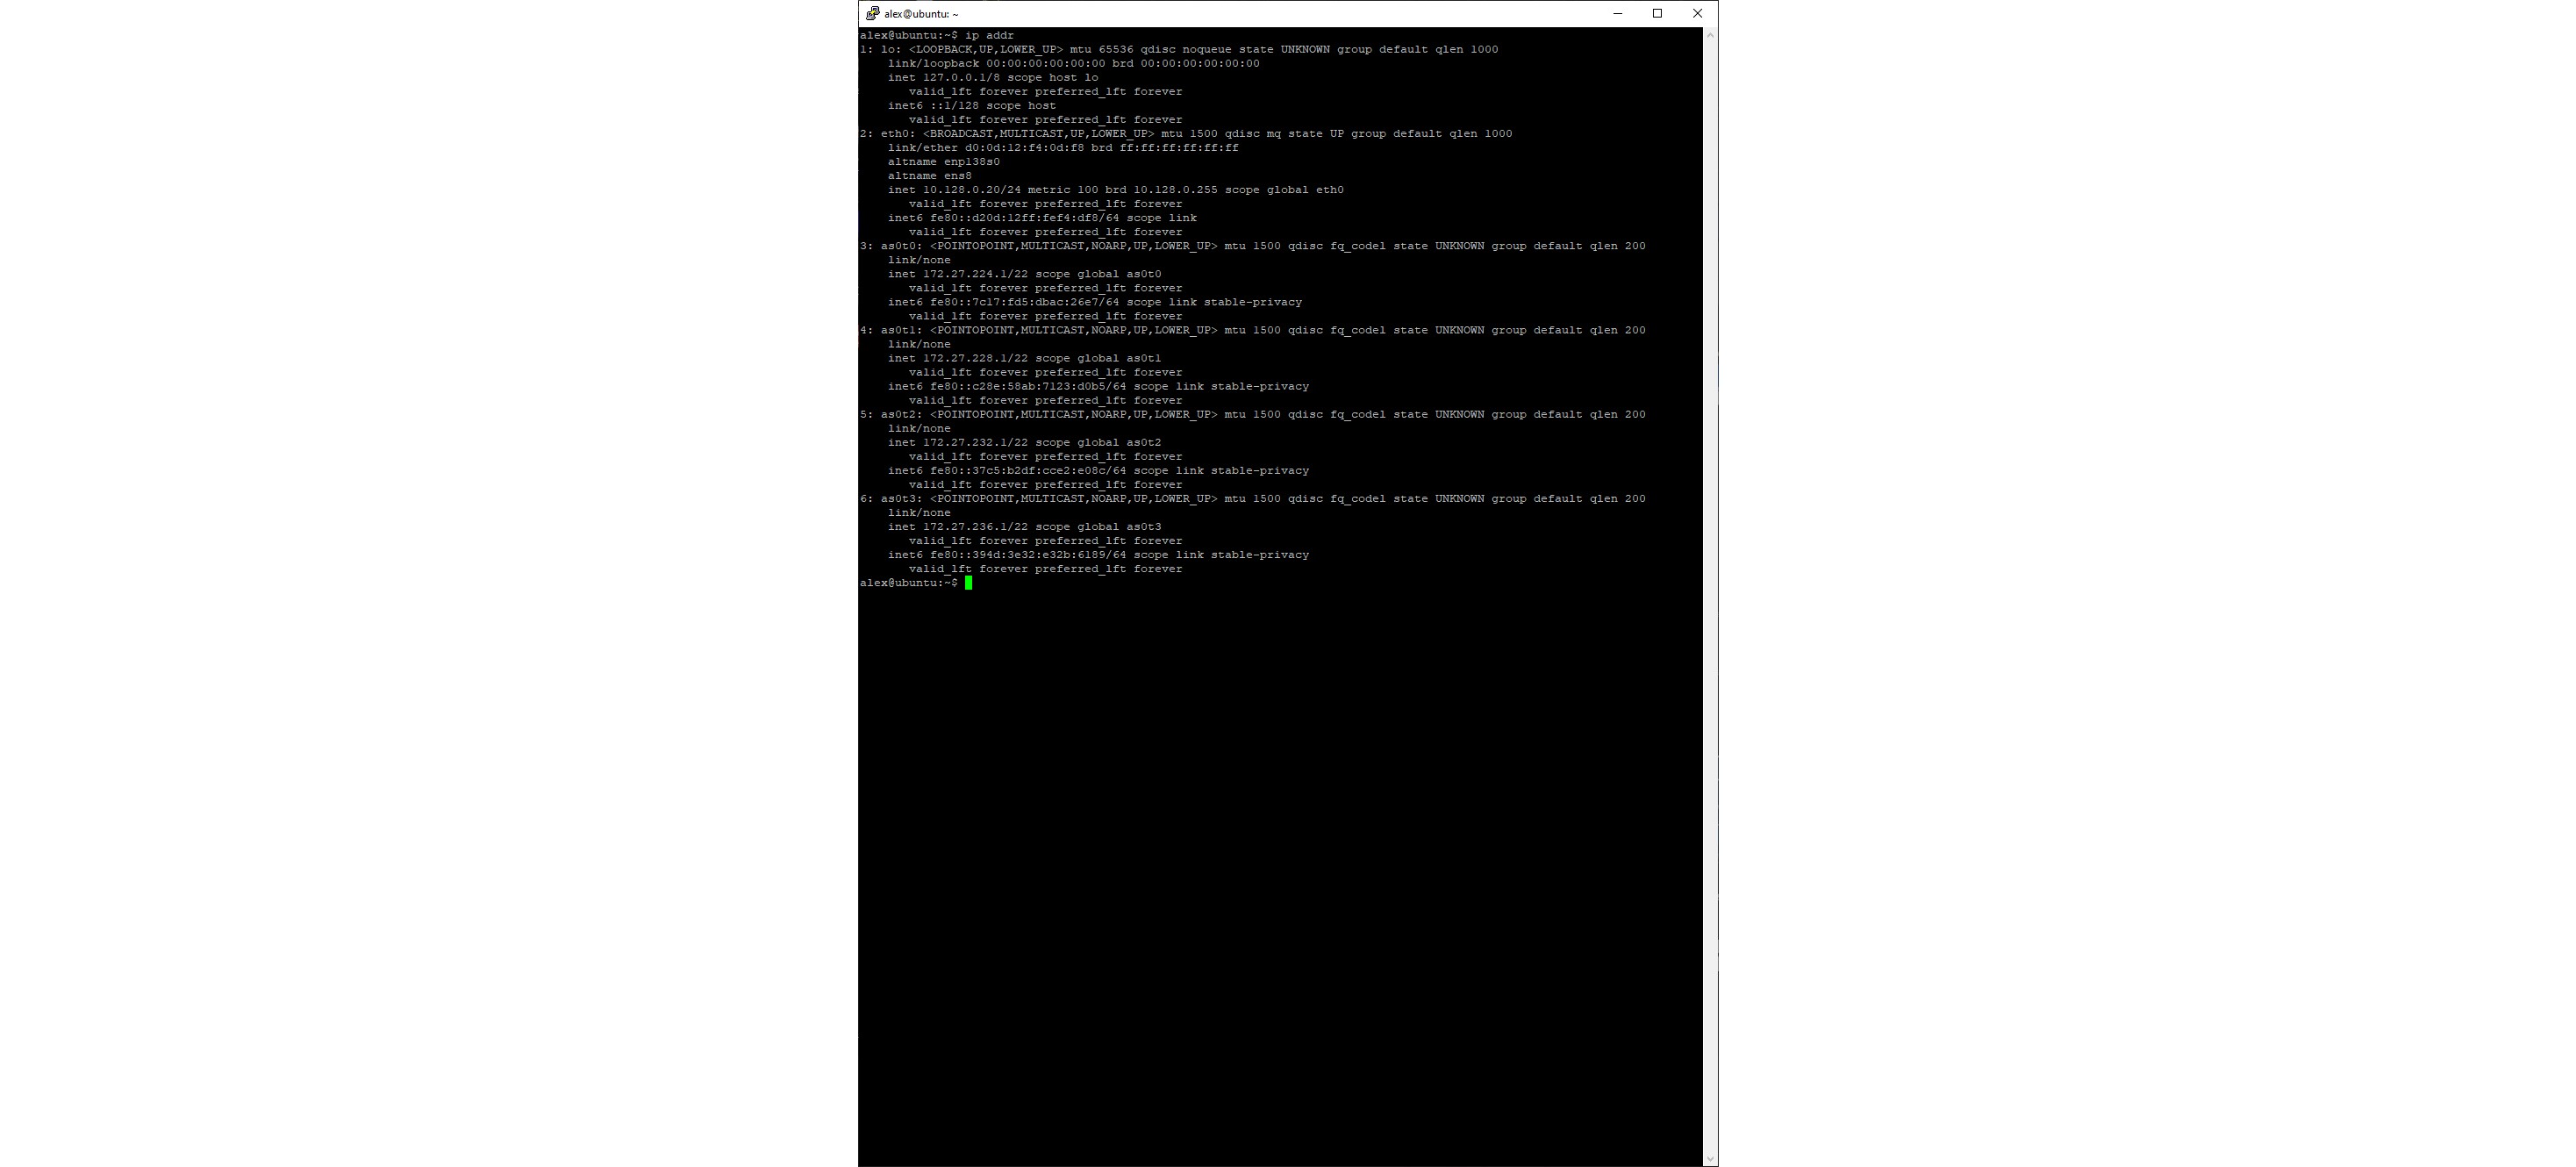 alex@ubuntu: ~
alex@ubuntu:~$ ip addr
1: lo: <LOOPBACK,UP,LOWER_UP> mtu 65536 qdisc noqueue state UNKNOWN group default qlen 1000
    link/loopback 00:00:00:00:00:00 brd 00:00:00:00:00:00
    inet 127.0.0.1/8 scope host lo
       valid_lft forever preferred_lft forever
    inet6 ::1/128 scope host
       valid_lft forever preferred_lft forever
2: eth0: <BROADCAST,MULTICAST,UP,LOWER_UP> mtu 1500 qdisc mq state UP group default qlen 1000
    link/ether d0:0d:12:f4:0d:f8 brd ff:ff:ff:ff:ff:ff
    altname enp138s0
    altname ens8
    inet 10.128.0.20/24 metric 100 brd 10.128.0.255 scope global eth0
       valid_lft forever preferred_lft forever
    inet6 fe80::d20d:12ff:fef4:df8/64 scope link
       valid_lft forever preferred_lft forever
3: as0t0: <POINTOPOINT,MULTICAST,NOARP,UP,LOWER_UP> mtu 1500 qdisc fq_codel state UNKNOWN group default qlen 200
    link/none
    inet 172.27.224.1/22 scope global as0t0
       valid_lft forever preferred_lft forever
    inet6 fe80::7c17:fd5:dbac:26e7/64 scope link stable-privacy
       valid_lft forever preferred_lft forever
4: as0t1: <POINTOPOINT,MULTICAST,NOARP,UP,LOWER_UP> mtu 1500 qdisc fq_codel state UNKNOWN group default qlen 200
    link/none
    inet 172.27.228.1/22 scope global as0t1
       valid_lft forever preferred_lft forever
    inet6 fe80::c28e:58ab:7123:d0b5/64 scope link stable-privacy
       valid_lft forever preferred_lft forever
5: as0t2: <POINTOPOINT,MULTICAST,NOARP,UP,LOWER_UP> mtu 1500 qdisc fq_codel state UNKNOWN group default qlen 200
    link/none
    inet 172.27.232.1/22 scope global as0t2
       valid_lft forever preferred_lft forever
    inet6 fe80::37c5:b2df:cce2:e08c/64 scope link stable-privacy
       valid_lft forever preferred_lft forever
6: as0t3: <POINTOPOINT,MULTICAST,NOARP,UP,LOWER_UP> mtu 1500 qdisc fq_codel state UNKNOWN group default qlen 200
    link/none
    inet 172.27.236.1/22 scope global as0t3
       valid_lft forever preferred_lft forever
    inet6 fe80::394d:3e32:e32b:6189/64 scope link stable-privacy
       valid_lft forever preferred_lft forever
alex@ubuntu:~$